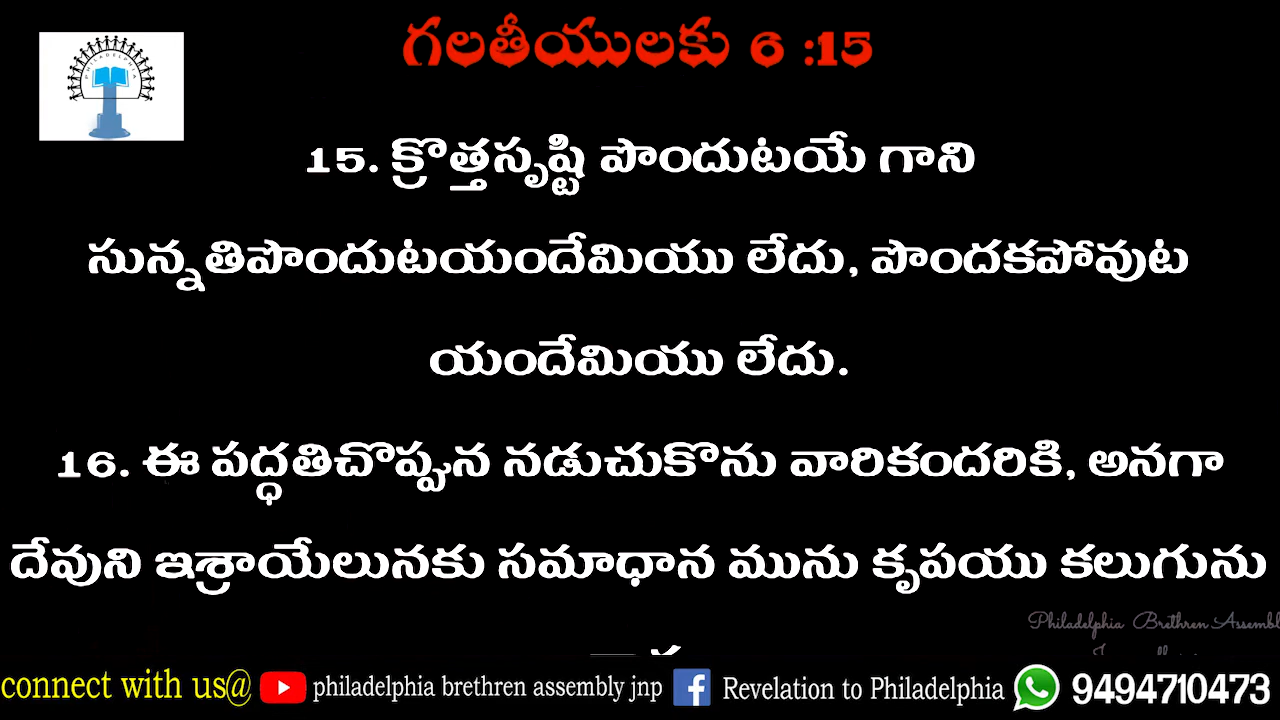 PHILADELPHIA
గలతీయులకు 6 :15
15. క్రొత్తసృష్టి పొందుటయే గాని
సున్నతిపొందుటయందేమియు లేదు, పొందకపోవుట
యందేమియు లేదు.
16. ఈ పద్ధతిచొప్పున నడుచుకొను వారికందరికి, అనగా
దేవుని ఇశ్రాయేలునకు సమాధాన మును కృపయు కలుగును
Philadelphia Brethren Assembl
connect with us@ philadelphia brethren assembly jnp Revelation to Philadelphia 9494710473